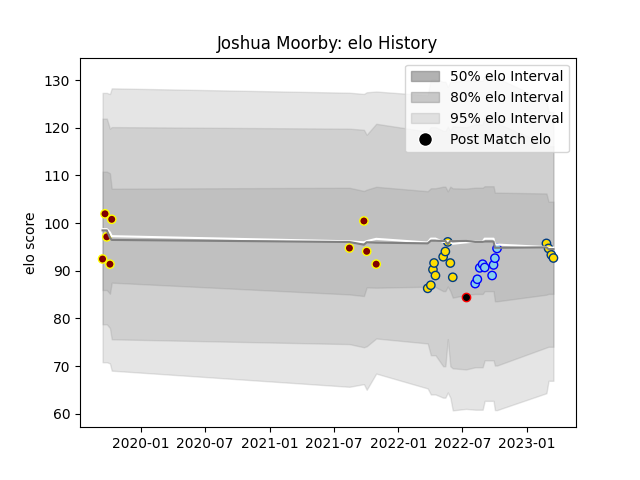 Joshua Moorby: elo History
50% elo Interval
80% elo Interval
95% elo Interval
Post Match elo
elo score
130
120
110
100
90
80
70
60
2020-01
2020-07
2021-01
2021-07
2022-01
2022-07
2023-01